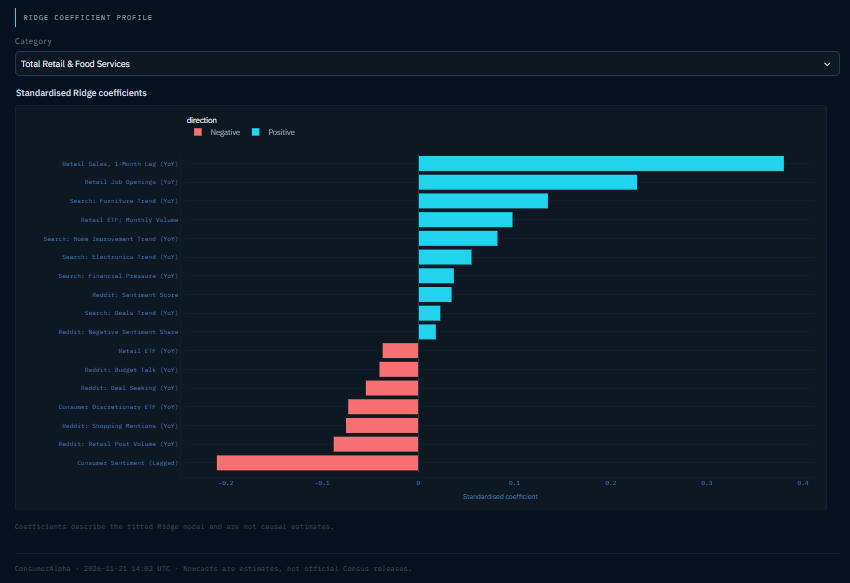 RIDGE COEFFICIENT PROFILE
Category
Total Retail & Food Services
Standardised Ridge coefficients
direction
Negative Positive
Retail Sales, 1-Month Lag (YoY)
Retail Job Openings (YoY)
Search: Furniture Trend (YoY)
Retail ETF: Monthly Volume
Search: Home Improvement Trend (YoY)
Search: Electronics Trend (YoY)
Search: Financial Pressure (YoY)
Reddit: Sentiment Score
Search: Deals Trend (YoY)
Reddit: Negative Sentiment Share
Retail ETF (YoY)
Reddit: Budget Talk (YoY)
Reddit: Deal Seeking (YoY)
Consumer Discretionary ETF (YoY)
Reddit: Shopping Mentions (YoY)
Reddit: Retail Post Volume (YoY)
Consumer Sentiment (Lagged)
-0.2 -0.1 0 0.1 0.2 0.3 0.4
Standardised coefficient
Coefficients describe the fitted Ridge model and are not causal estimates.
ConsumerAlpha · 2026-11-21 14:02 UTC · Nowcasts are estimates, not official Census releases.